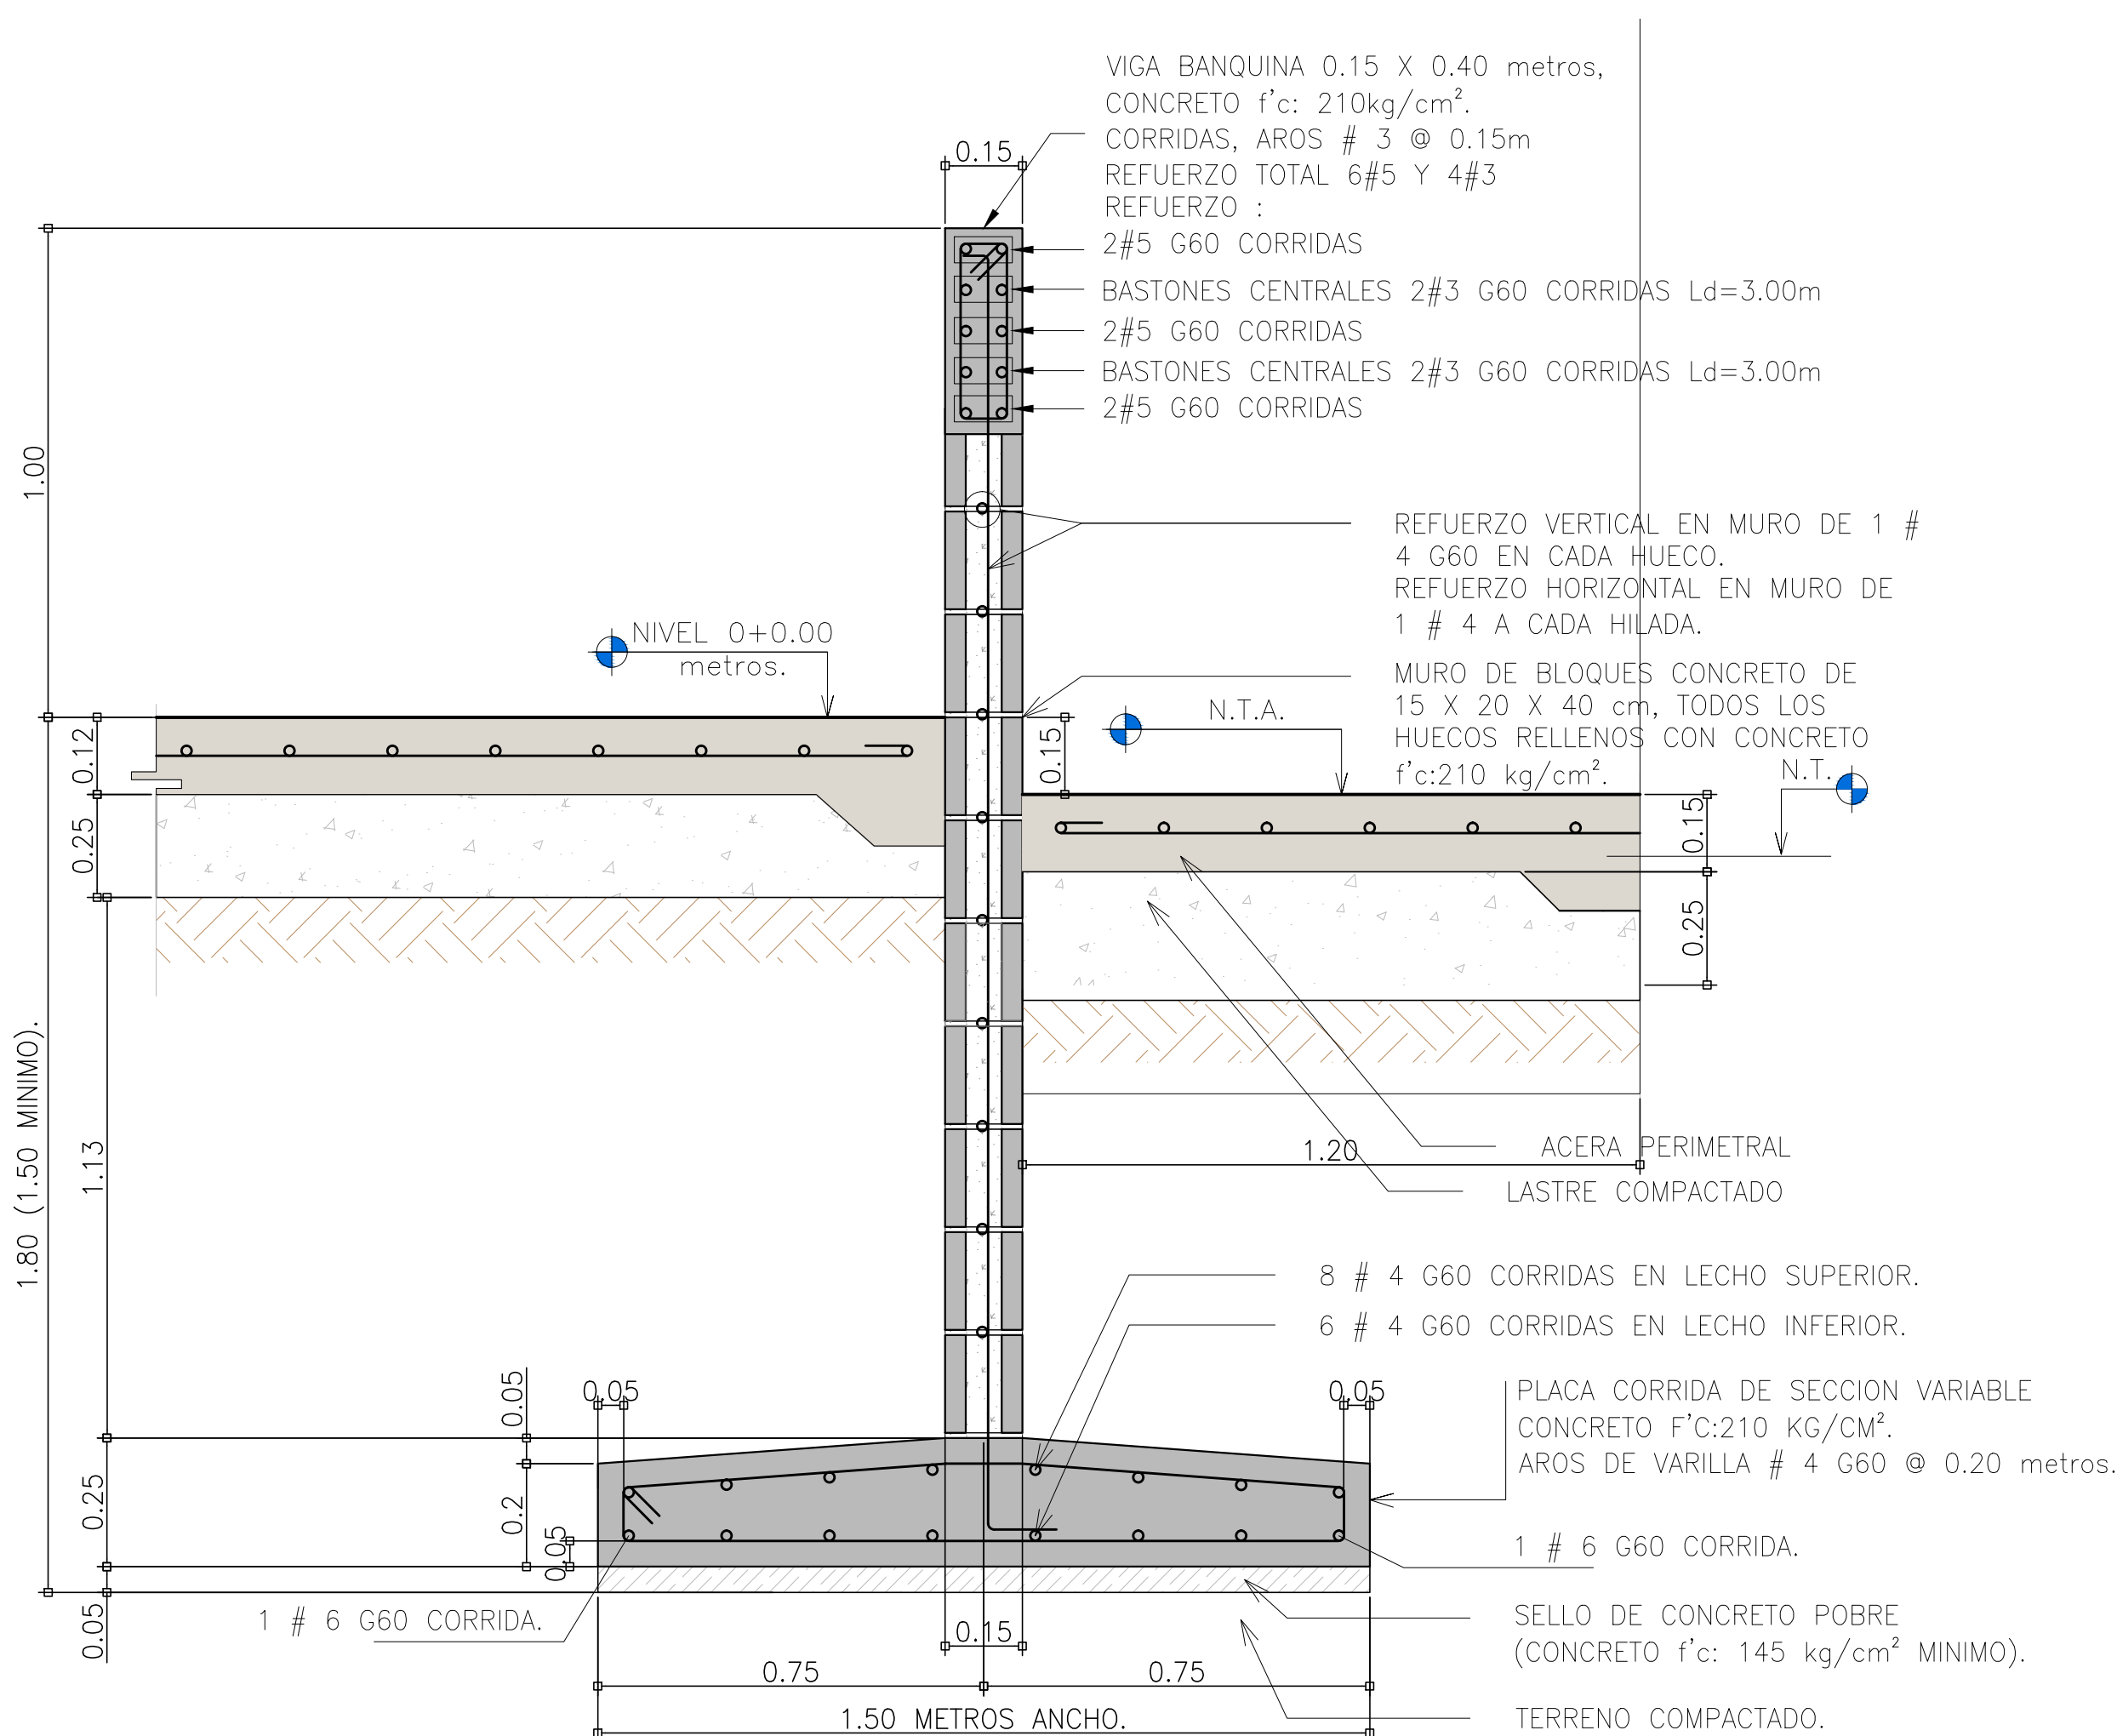 VIGA BANQUINA 0.15 X 0.40 metros,
CONCRETO f'c: 210kg/cm².
CORRIDAS, AROS # 3 @ 0.15m
REFUERZO TOTAL 6#5 Y 4#3
REFUERZO :
2#5 G60 CORRIDAS
BASTONES CENTRALES 2#3 G60 CORRIDAS Ld=3.00m
2#5 G60 CORRIDAS
BASTONES CENTRALES 2#3 G60 CORRIDAS Ld=3.00m
2#5 G60 CORRIDAS
0.15
1.00
REFUERZO VERTICAL EN MURO DE 1 #
4 G60 EN CADA HUECO.
REFUERZO HORIZONTAL EN MURO DE
1 # 4 A CADA HILADA.
NIVEL 0+0.00
metros.
MURO DE BLOQUES CONCRETO DE
15 X 20 X 40 cm, TODOS LOS
HUECOS RELLENOS CON CONCRETO
f'c:210 kg/cm².
N.T.A.
N.T.
0.12
0.25
0.15
0.15
0.25
1.80 (1.50 MINIMO).
1.13
1.20
ACERA PERIMETRAL
LASTRE COMPACTADO
8 # 4 G60 CORRIDAS EN LECHO SUPERIOR.
6 # 4 G60 CORRIDAS EN LECHO INFERIOR.
0.05
0.05
0.05
PLACA CORRIDA DE SECCION VARIABLE
CONCRETO F'C:210 KG/CM².
AROS DE VARILLA # 4 G60 @ 0.20 metros.
0.25
0.2
0.05
1 # 6 G60 CORRIDA.
0.05
1 # 6 G60 CORRIDA.
0.15
SELLO DE CONCRETO POBRE
(CONCRETO f'c: 145 kg/cm² MINIMO).
0.75
0.75
1.50 METROS ANCHO.
TERRENO COMPACTADO.